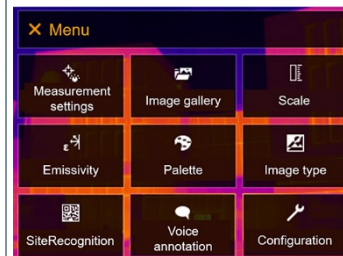 × Menu
Measurement
settings
Image gallery
Scale
ε
Emissivity
Palette
Image type
SiteRecognition
Voice
annotation
Configuration